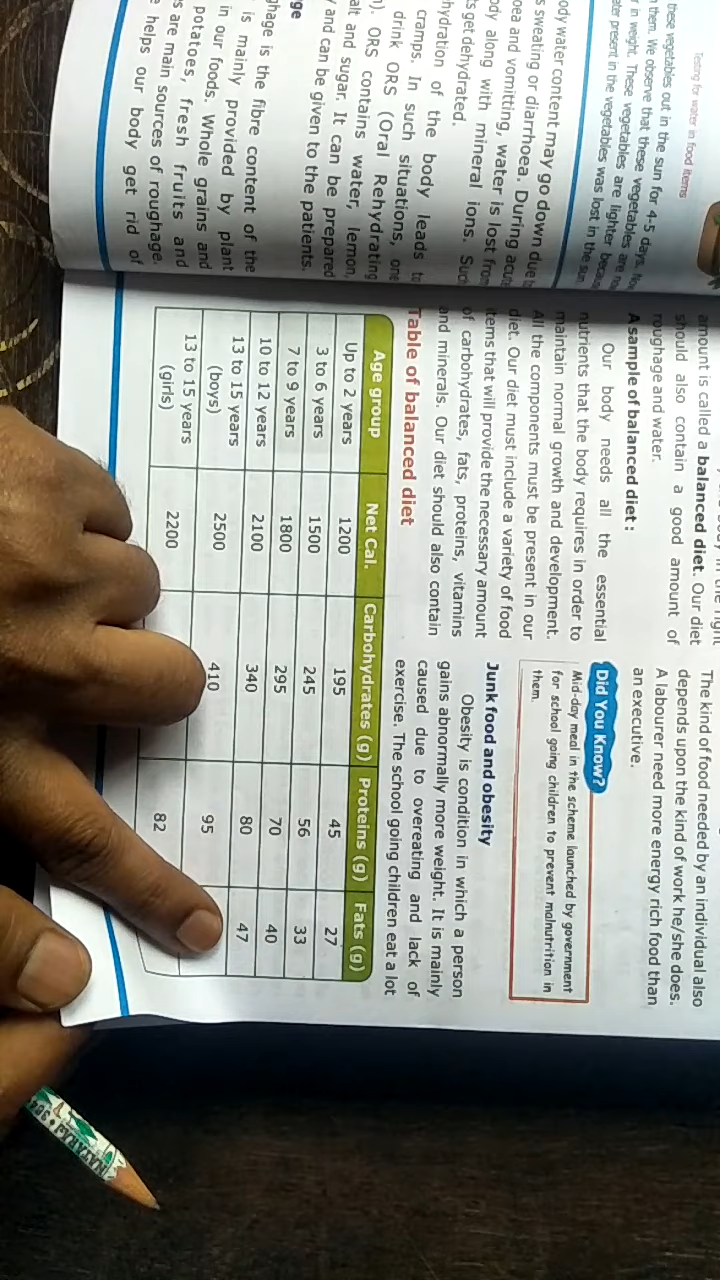 Testing for water in food items
these vegetables out in the sun for 4-5 days.
them. We observe that these vegetables are
in weight. These vegetables are lighter
present in the vegetables was lost in the sun.
ody water content may go down due
sweating or diarrhoea. During
and vomitting, water is lost from
along with mineral ions.
get dehydrated.
of the body leads to
cramps. In such situations, one
drink ORS (Oral Rehydrating
ORS contains water, lemon,
and sugar. It can be prepared
and can be given to the patients.
is the fibre content of the
is mainly provided by plant
in our foods. Whole grains and
potatoes, fresh fruits and
are main sources of roughage.
helps our body get rid of
amount is called a balanced diet. Our diet
should also contain a good amount of
roughage and water.
A sample of balanced diet :
Our body needs all the essential
nutrients that the body requires in order to
maintain normal growth and development.
All the components must be present in our
diet. Our diet must include a variety of food
items that will provide the necessary amount
of carbohydrates, fats, proteins, vitamins
and minerals. Our diet should also contain
The kind of food needed by an individual also
depends upon the kind of work he/she does.
A labourer need more energy rich food than
an executive.
Did You Know?
Mid-day meal in the scheme launched by government
for school going children to prevent malnutrition in
them.
Junk food and obesity
Obesity is condition in which a person
gains abnormally more weight. It is mainly
caused due to overeating and lack of
exercise. The school going children eat a lot
Table of balanced diet
Age group Net Cal. Carbohydrates (g) Proteins (g) Fats (g)
Up to 2 years 1200 195 45 27
3 to 6 years 1500 245 56 33
7 to 9 years 1800 295 70 40
10 to 12 years 2100 340 80 47
13 to 15 years (boys) 2500 410 95
13 to 15 years (girls) 2200 82
NATARAJ